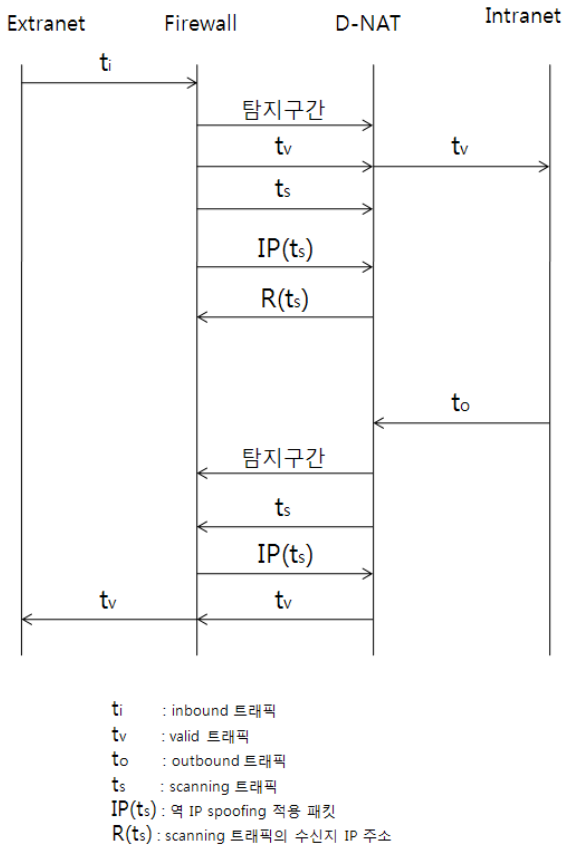 Extranet Firewall D-NAT Intranet
ti
탐지구간
tv tv
ts
IP(ts)
R(ts)
to
탐지구간
ts
IP(ts)
tv tv
ti : inbound 트래픽
tv : valid 트래픽
to : outbound 트래픽
ts : scanning 트래픽
IP(ts) : 역 IP spoofing 적용 패킷
R(ts) : scanning 트래픽의 수신지 IP 주소